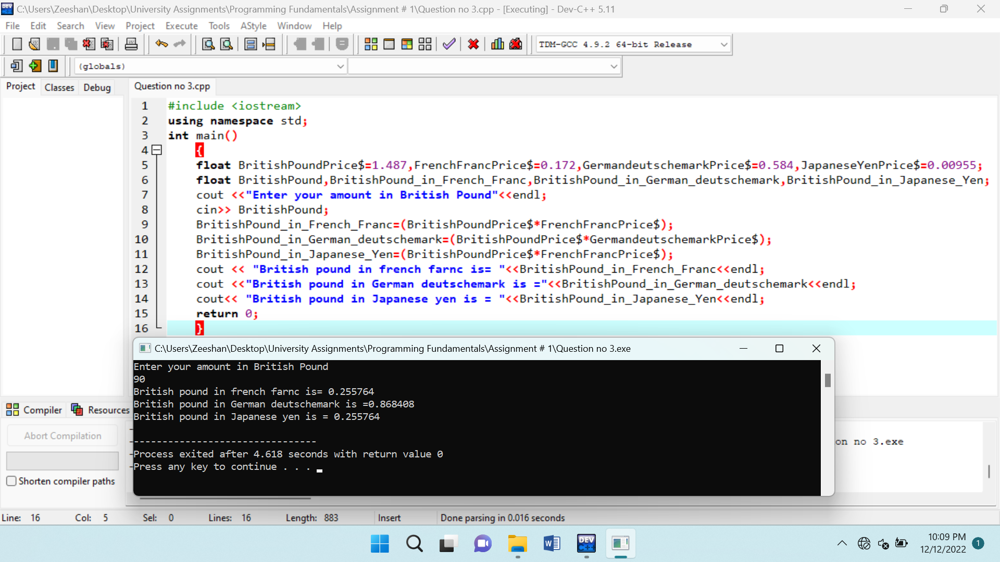 C:\Users\Zeeshan\Desktop\University Assignments\Programming Fundamentals\Assignment # 1\Question no 3.cpp - [Executing] - Dev-C++ 5.11
File Edit Search View Project Execute Tools AStyle Window Help
TDM-GCC 4.9.2 64-bit Release
(globals)
Project Classes Debug
Question no 3.cpp
1 #include <iostream>
2 using namespace std;
3 int main()
4 {
5 float BritishPoundPrice$=1.487,FrenchFrancPrice$=0.172,GermandeutschemarkPrice$=0.584,JapaneseYenPrice$=0.00955;
6 float BritishPound,BritishPound_in_French_Franc,BritishPound_in_German_deutschemark,BritishPound_in_Japanese_Yen;
7 cout <<"Enter your amount in British Pound"<<endl;
8 cin>> BritishPound;
9 BritishPound_in_French_Franc=(BritishPoundPrice$*FrenchFrancPrice$);
10 BritishPound_in_German_deutschemark=(BritishPoundPrice$*GermandeutschemarkPrice$);
11 BritishPound_in_Japanese_Yen=(BritishPoundPrice$*FrenchFrancPrice$);
12 cout << "British pound in french farnc is= "<<BritishPound_in_French_Franc<<endl;
13 cout <<"British pound in German deutschemark is ="<<BritishPound_in_German_deutschemark<<endl;
14 cout<< "British pound in Japanese yen is = "<<BritishPound_in_Japanese_Yen<<endl;
15 return 0;
16 }
C:\Users\Zeeshan\Desktop\University Assignments\Programming Fundamentals\Assignment # 1\Question no 3.exe
Enter your amount in British Pound
90
British pound in french farnc is= 0.255764
British pound in German deutschemark is =0.868408
British pound in Japanese yen is = 0.255764
--------------------------------
Process exited after 4.618 seconds with return value 0
Press any key to continue . . .
Compiler Resources
Abort Compilation
Shorten compiler paths
on no 3.exe
Line: 16 Col: 5 Sel: 0 Lines: 16 Length: 883 Insert Done parsing in 0.016 seconds
DEV
C++
W
10:09 PM
12/12/2022
1